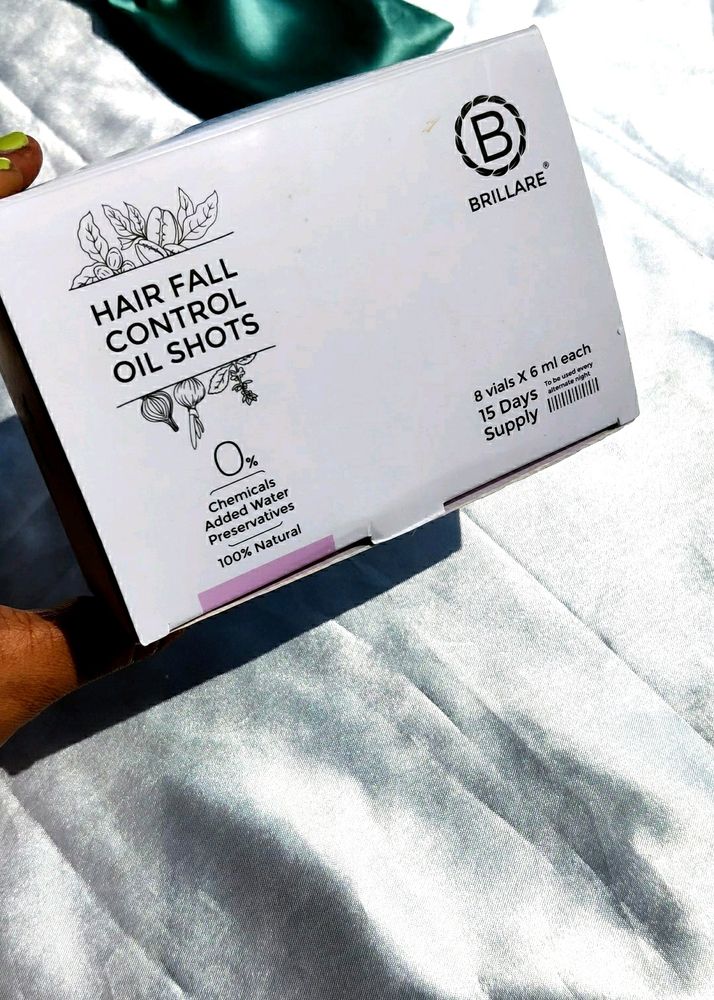 B
BRILLARE®
HAIR FALL
CONTROL
OIL SHOTS
0%
Chemicals
Added Water
Preservatives
100% Natural
8 vials X 6 ml each
15 Days
Supply
To be used every
alternate night